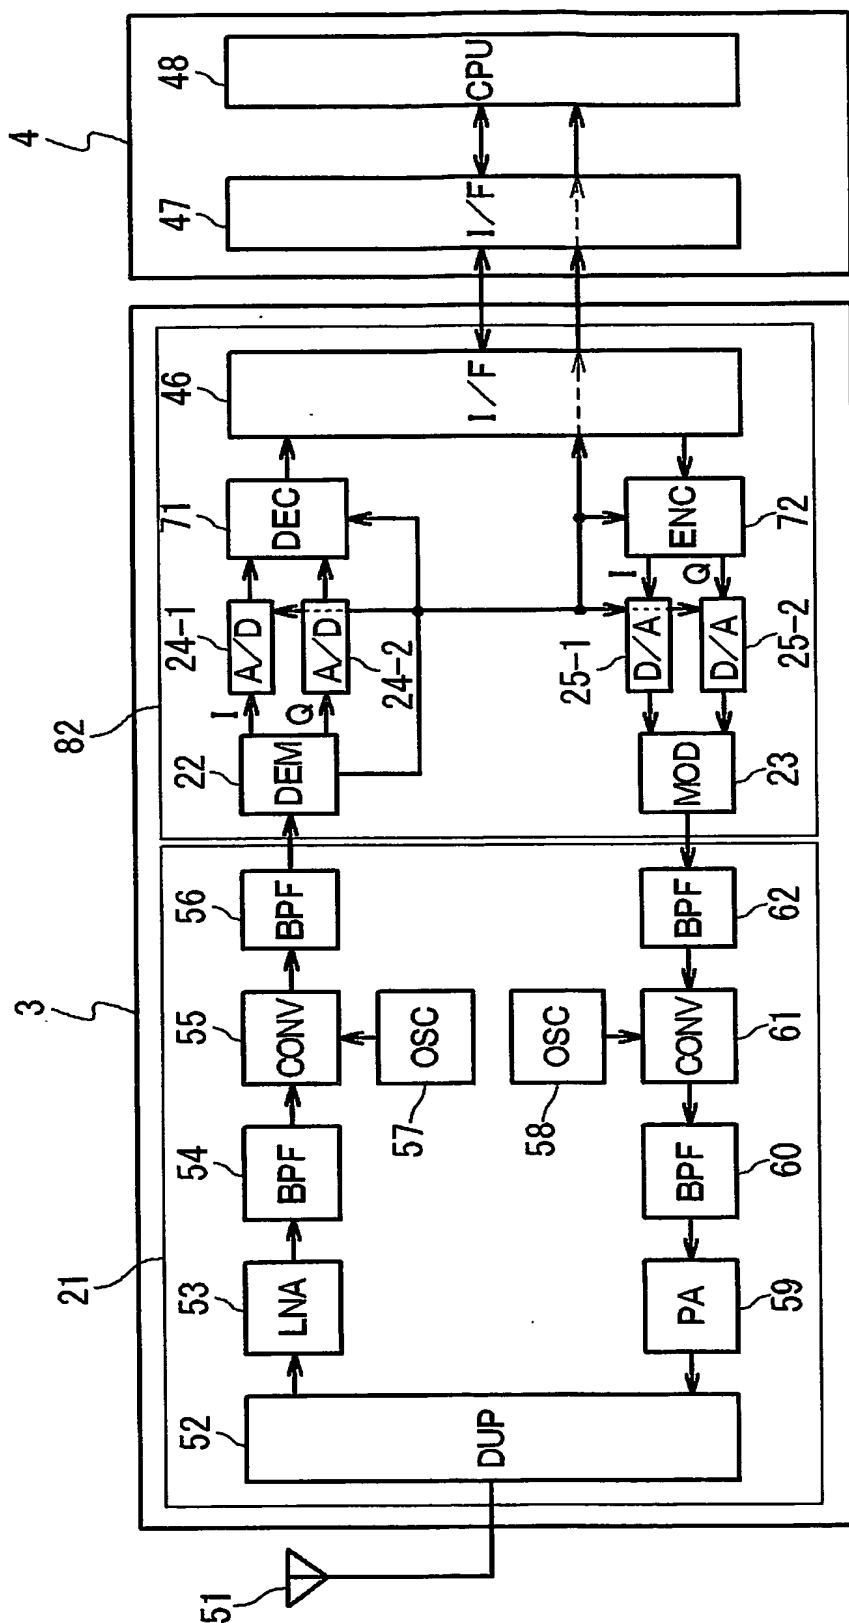 3
4
21
82
51
52
DUP
53
LNA
54
BPF
55
CONV
56
BPF
57
OSC
58
OSC
22
DEM
I
Q
24-1
A/D
A/D
24-2
71
DEC
46
I/F
47
I/F
48
CPU
59
PA
60
BPF
61
CONV
62
BPF
23
MOD
25-1
D/A
D/A
25-2
I
Q
ENC
72